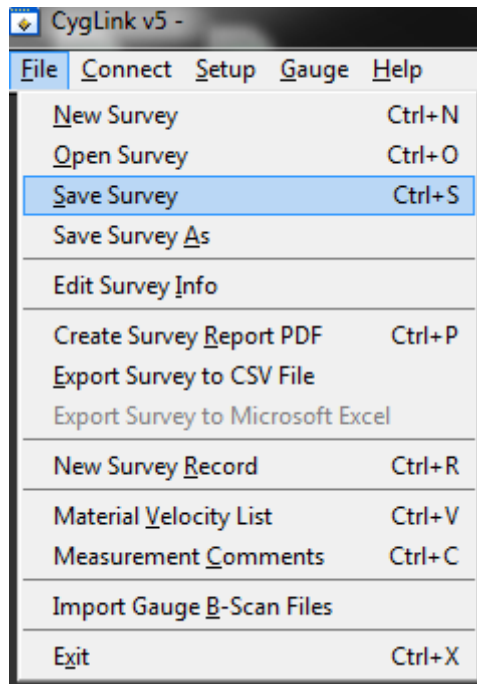 CygLink v5 -
File Connect Setup Gauge Help
New Survey Ctrl+N
Open Survey Ctrl+O
Save Survey Ctrl+S
Save Survey As
Edit Survey Info
Create Survey Report PDF Ctrl+P
Export Survey to CSV File
Export Survey to Microsoft Excel
New Survey Record Ctrl+R
Material Velocity List Ctrl+V
Measurement Comments Ctrl+C
Import Gauge B-Scan Files
Exit Ctrl+X